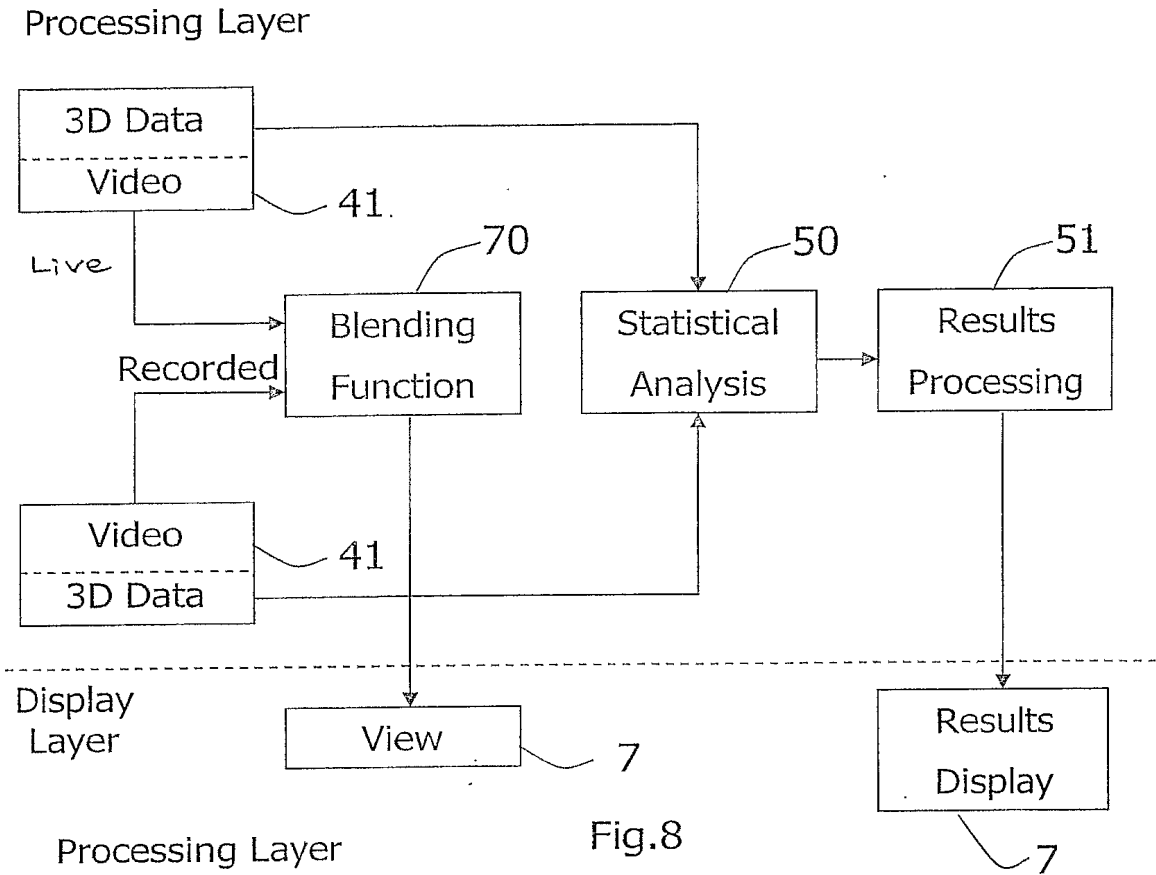 Processing Layer
3D Data
Video
41.
Live
70
50
51
Blending
Function
Statistical
Analysis
Results
Processing
Recorded
Video
41
3D Data
Display
Layer
View
7
Results
Display
7
Fig.8
Processing Layer